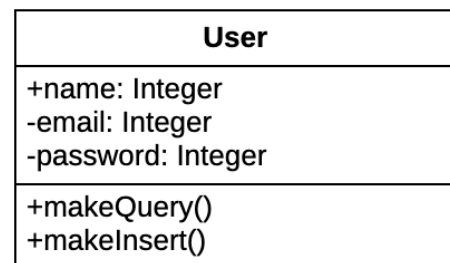 User
+name: Integer
-email: Integer
-password: Integer
+makeQuery()
+makeInsert()